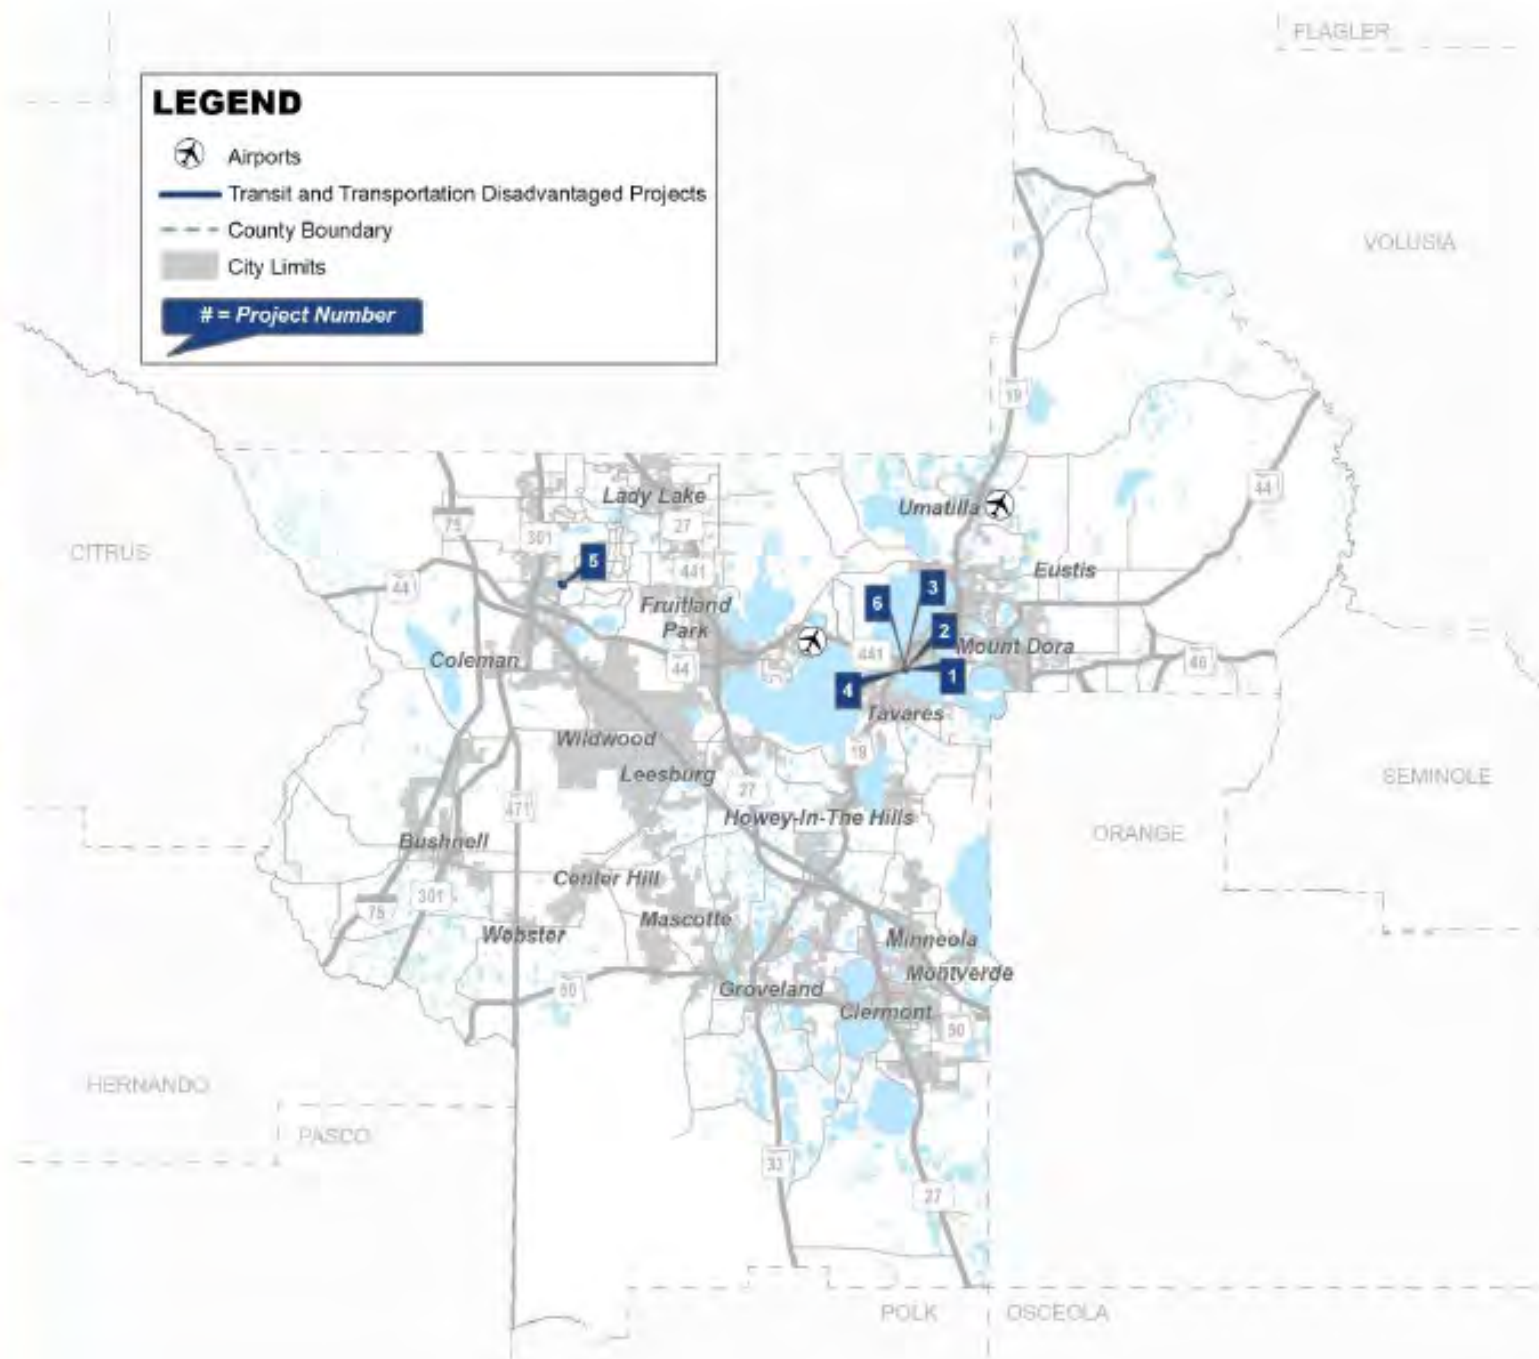 FLAGLER
LEGEND
Airports
Transit and Transportation Disadvantaged Projects
County Boundary
City Limits
# = Project Number
VOLUSIA
19
44
Lady Lake
Umatilla
75
301
27
CITRUS
5
441
Eustis
44
3
6
Fruitland
Park
2
441
Mount Dora
Coleman
44
46
1
4
Tavares
Wildwood
19
Leesburg
SEMINOLE
27
471
Howey-In-The Hills
ORANGE
Bushnell
Center Hill
75
301
Mascotte
Webster
Minneola
Montverde
50
Groveland
Clermont
50
HERNANDO
PASCO
33
27
POLK
OSCEOLA